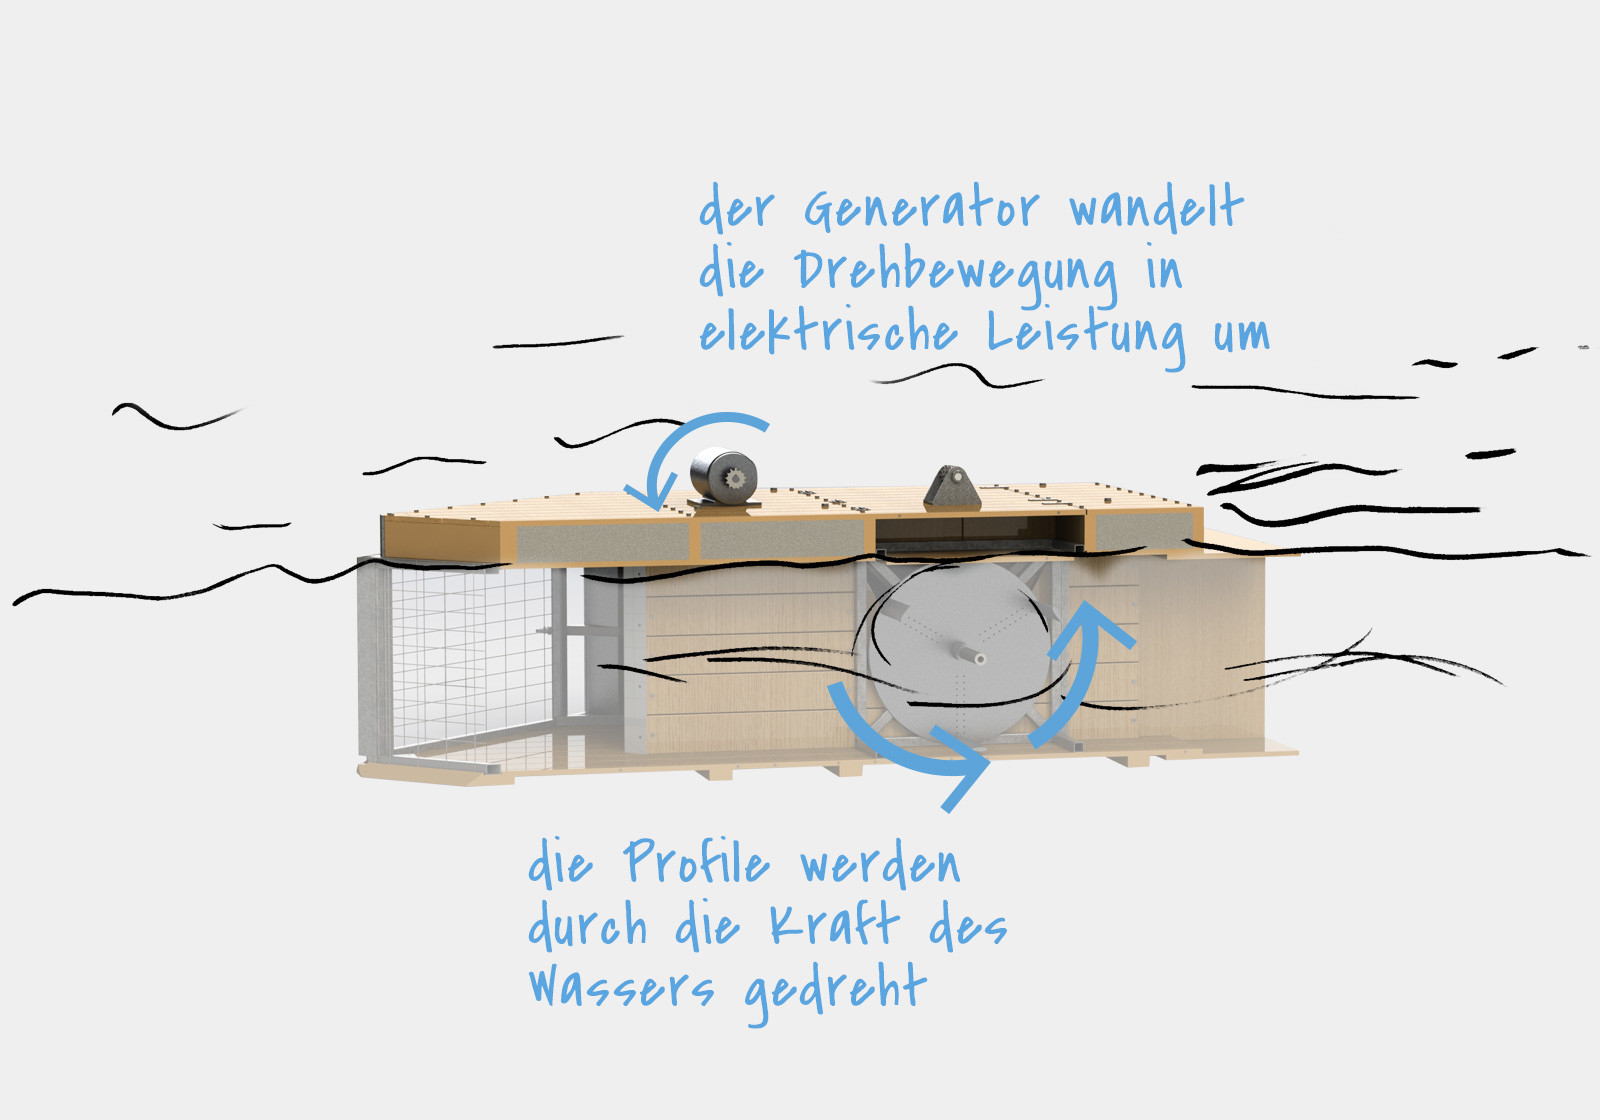 der Generator wandelt
die Drehbewegung in
elektrische Leistung um
die Profile werden
durch die Kraft des
Wassers gedreht